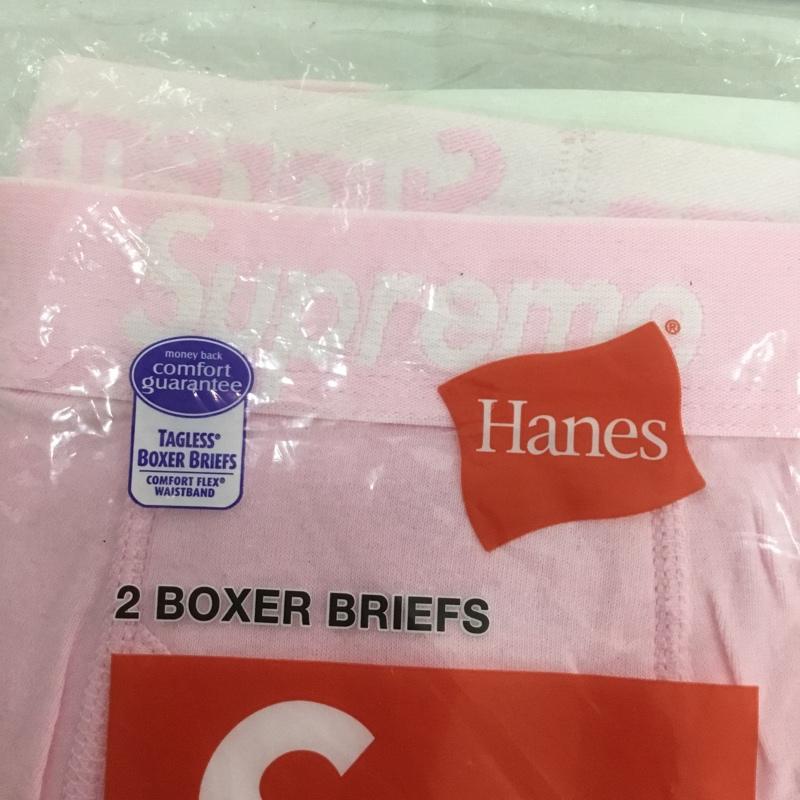 Supreme
money back
comfort
guarantee
TAGLESS®
BOXER BRIEFS
COMFORT FLEX®
WAISTBAND
Hanes®
2 BOXER BRIEFS
S